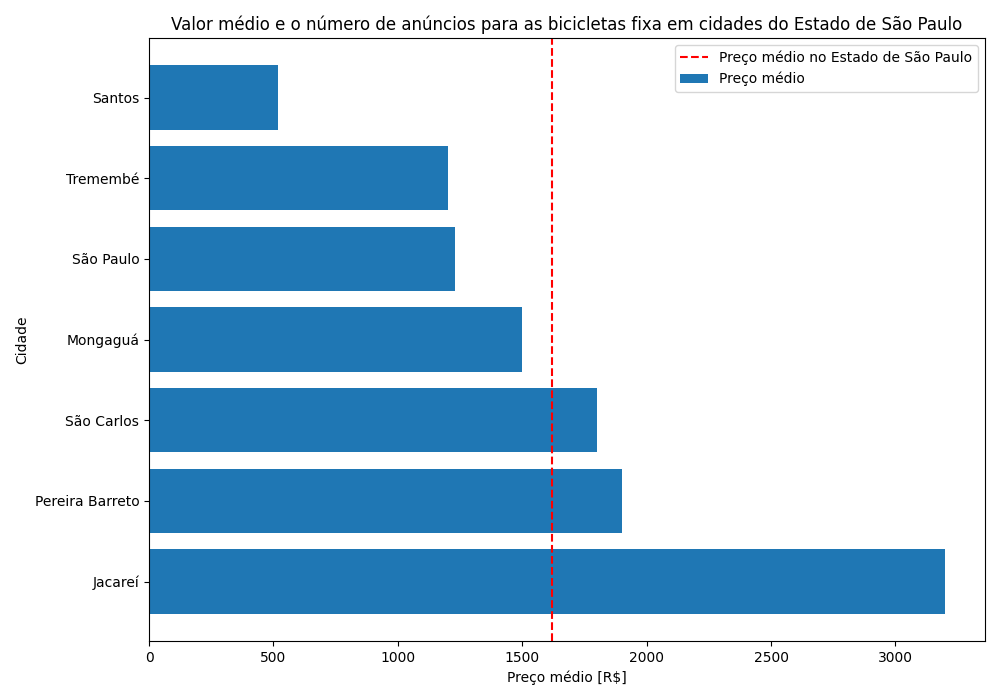 Valor médio e o número de anúncios para as bicicletas fixa em cidades do Estado de São Paulo
Preço médio no Estado de São Paulo
Preço médio
Santos
Tremembé
São Paulo
Mongaguá
São Carlos
Pereira Barreto
Jacareí
Cidade
0 500 1000 1500 2000 2500 3000
Preço médio [R$]